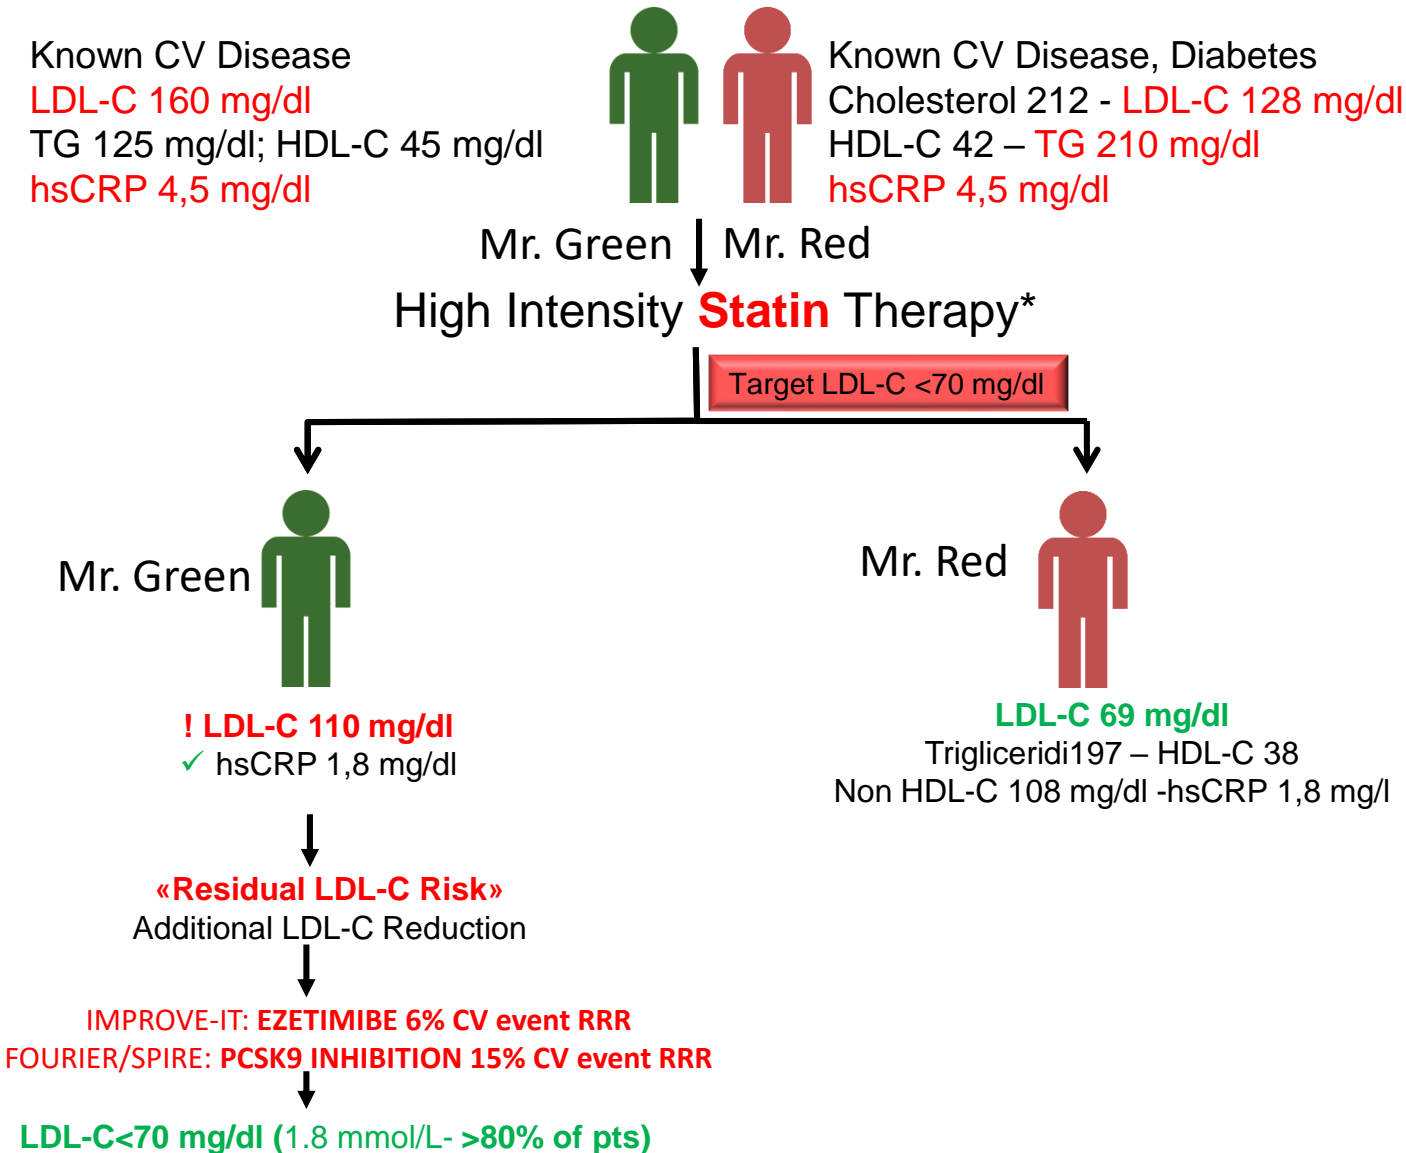 Known CV Disease
LDL-C 160 mg/dl
TG 125 mg/dl; HDL-C 45 mg/dl
hsCRP 4,5 mg/dl
Known CV Disease, Diabetes
Cholesterol 212 - LDL-C 128 mg/dl
HDL-C 42 – TG 210 mg/dl
hsCRP 4,5 mg/dl
Mr. Green
Mr. Red
High Intensity Statin Therapy*
Target LDL-C <70 mg/dl
Mr. Green
Mr. Red
! LDL-C 110 mg/dl
✓ hsCRP 1,8 mg/dl
LDL-C 69 mg/dl
Trigliceridi197 – HDL-C 38
Non HDL-C 108 mg/dl -hsCRP 1,8 mg/l
«Residual LDL-C Risk»
Additional LDL-C Reduction
IMPROVE-IT: EZETIMIBE 6% CV event RRR
FOURIER/SPIRE: PCSK9 INHIBITION 15% CV event RRR
LDL-C<70 mg/dl (1.8 mmol/L- >80% of pts)